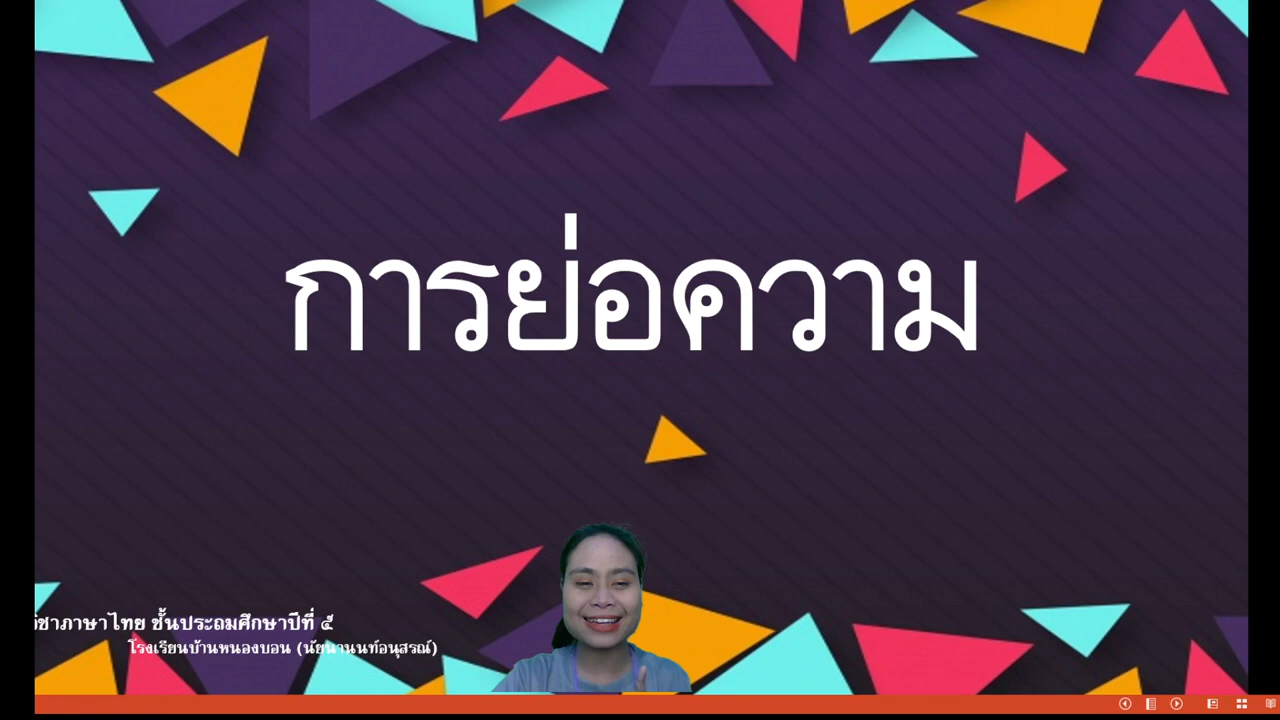 การย่อความ
วิชาภาษาไทย ชั้นประถมศึกษาปีที่ ๕
โรงเรียนบ้านหนองบอน (นัยนานนท์อนุสรณ์)